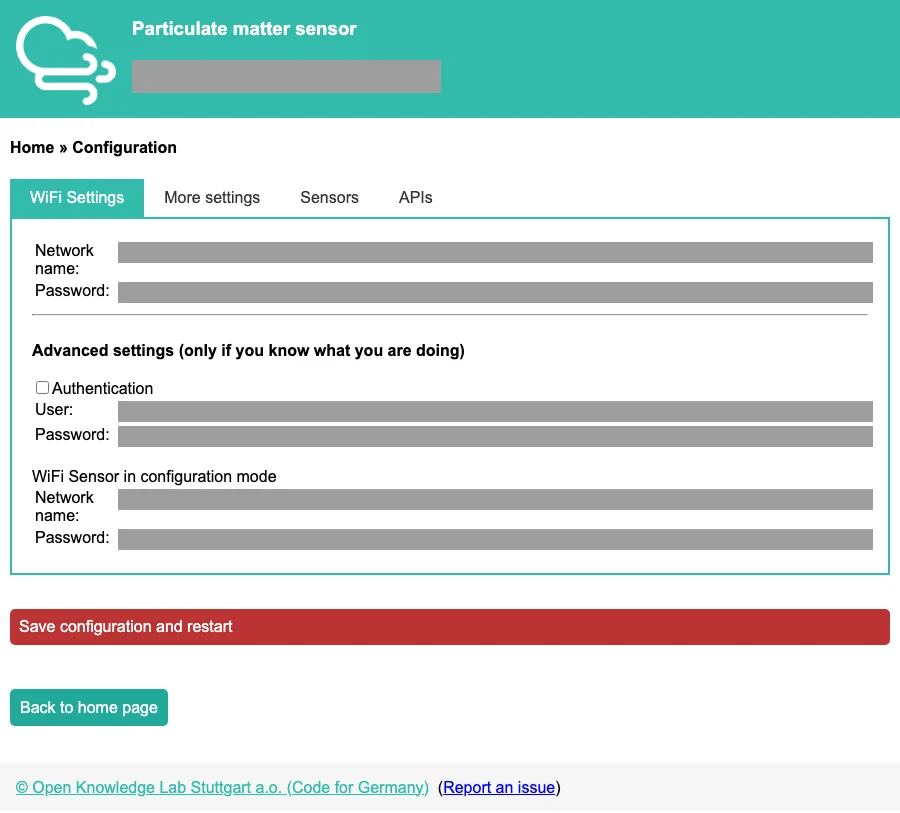 Particulate matter sensor
Home » Configuration
WiFi Settings More settings Sensors APIs
Network
name:
Password:
Advanced settings (only if you know what you are doing)
Authentication
User:
Password:
WiFi Sensor in configuration mode
Network
name:
Password:
Save configuration and restart
Back to home page
© Open Knowledge Lab Stuttgart a.o. (Code for Germany) (Report an issue)